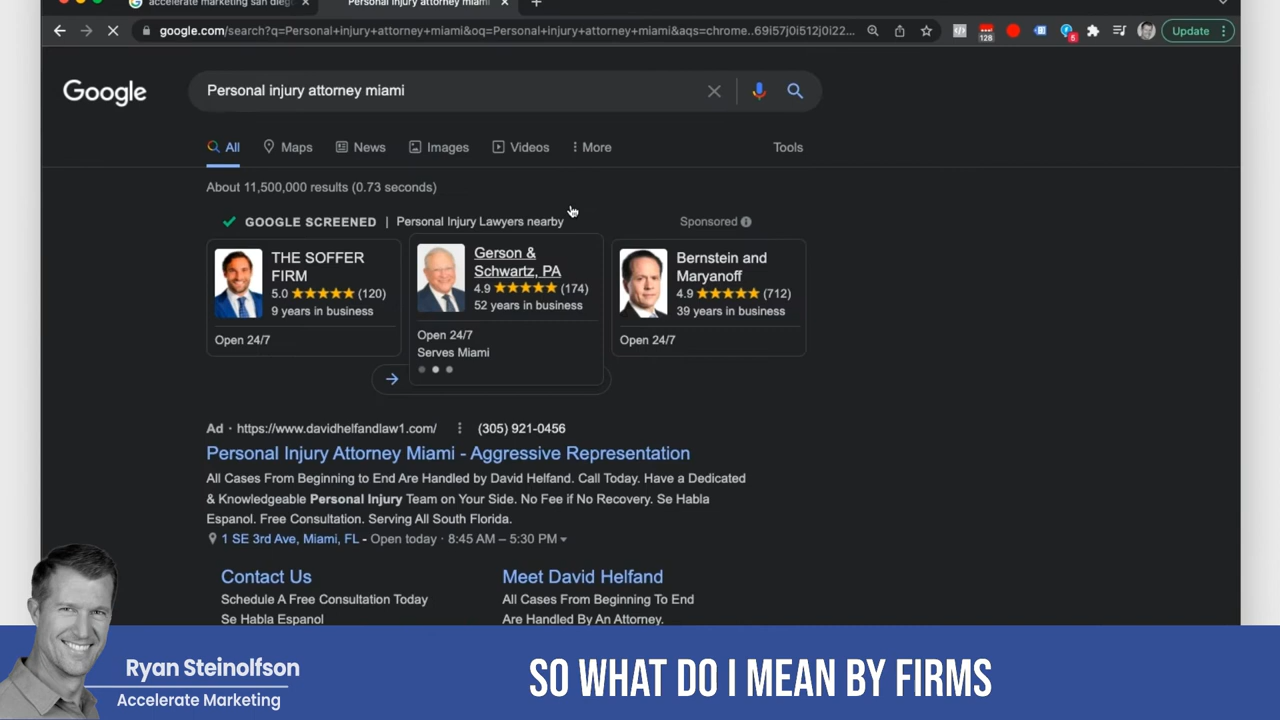 accelerate marketing san dieg
Personal injury attorney miami
google.com/search?q=Personal+injury+attorney+miami&oq=Personal+injury+attorney+miami&aqs=chrome..69i57j0i512j0i22...
128
6
Update
Google
Personal injury attorney miami
All
Maps
News
Images
Videos
More
Tools
About 11,500,000 results (0.73 seconds)
GOOGLE SCREENED | Personal Injury Lawyers nearby
Sponsored
THE SOFFER
FIRM
5.0 (120)
9 years in business
Open 24/7
Gerson &
Schwartz, PA
4.9 (174)
52 years in business
Open 24/7
Serves Miami
Bernstein and
Maryanoff
4.9 (712)
39 years in business
Open 24/7
Ad · https://www.davidhelfandlaw1.com/ (305) 921-0456
Personal Injury Attorney Miami - Aggressive Representation
All Cases From Beginning to End Are Handled by David Helfand. Call Today. Have a Dedicated
& Knowledgeable Personal Injury Team on Your Side. No Fee if No Recovery. Se Habla
Espanol. Free Consultation. Serving All South Florida.
1 SE 3rd Ave, Miami, FL - Open today · 8:45 AM – 5:30 PM
Contact Us
Schedule A Free Consultation Today
Se Habla Espanol
Meet David Helfand
All Cases From Beginning To End
Are Handled By An Attorney.
Ryan Steinolfson
Accelerate Marketing
SO WHAT DO I MEAN BY FIRMS